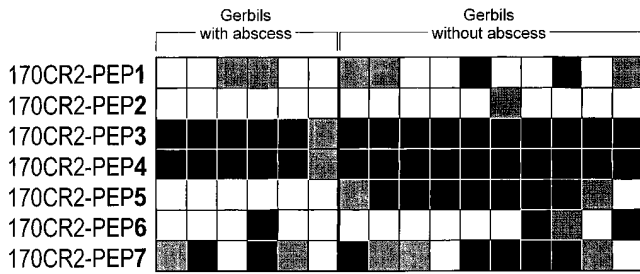 Gerbils
with abscess
Gerbils
without abscess
170CR2-PEP1
170CR2-PEP2
170CR2-PEP3
170CR2-PEP4
170CR2-PEP5
170CR2-PEP6
170CR2-PEP7